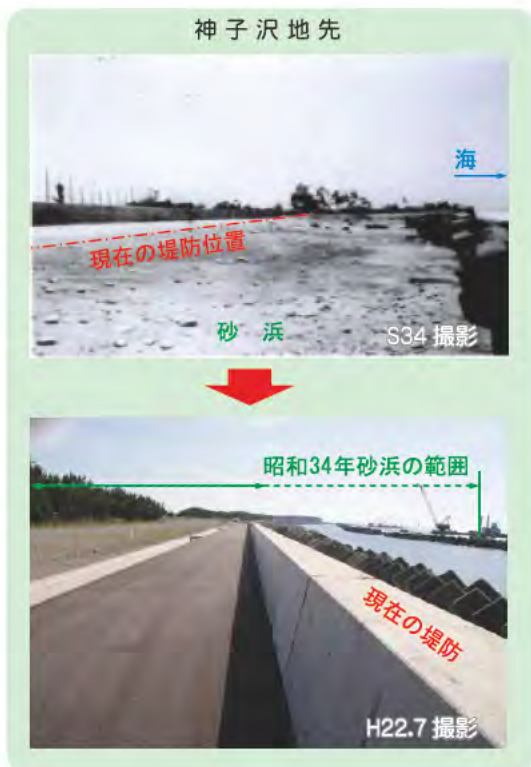 神子沢地先
海
現在の堤防位置
砂浜
S34 撮影
昭和34年砂浜の範囲
現在の堤防
H22.7 撮影